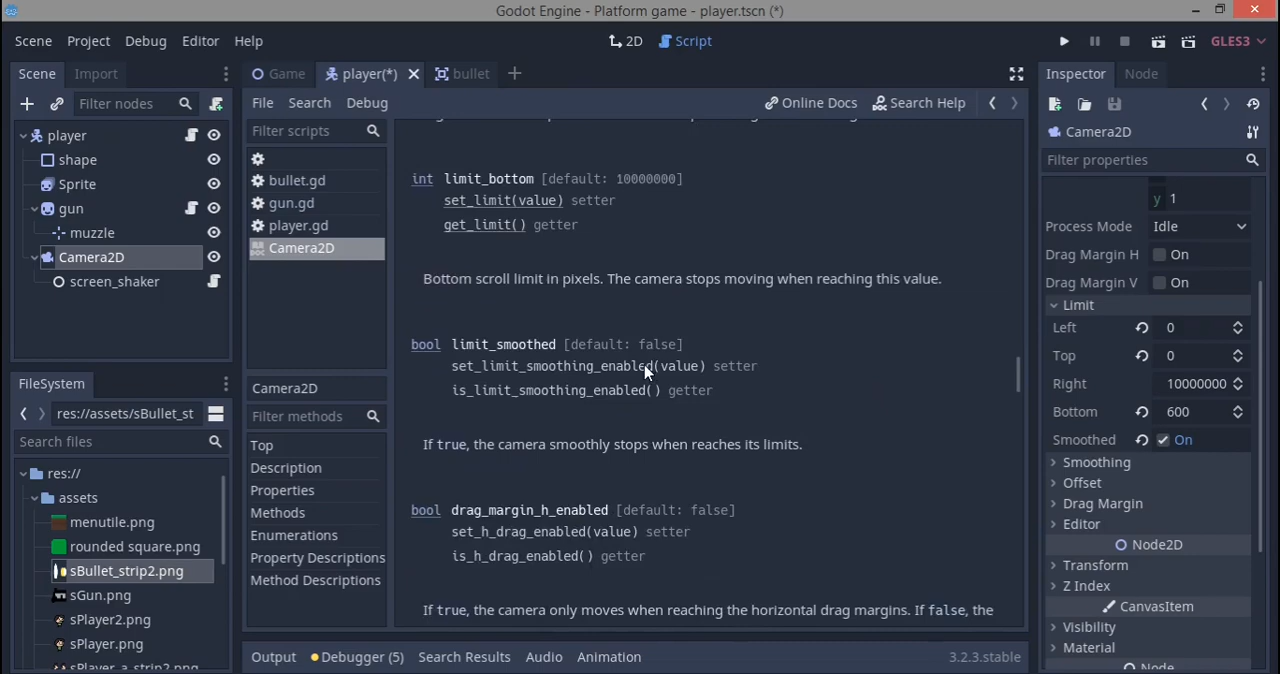 Godot Engine - Platform game - player.tscn (*)
Scene Project Debug Editor Help
2D Script
GLES3
Scene Import
Filter nodes
player
shape
Sprite
gun
muzzle
Camera2D
screen_shaker
FileSystem
res://assets/sBullet_st
Search files
res://
assets
menutile.png
rounded square.png
sBullet_strip2.png
sGun.png
sPlayer2.png
sPlayer.png
sPlayer_a_strip2.png
Game player(*) bullet
File Search Debug
Online Docs Search Help
Filter scripts
bullet.gd
gun.gd
player.gd
Camera2D
Camera2D
Filter methods
Top
Description
Properties
Methods
Enumerations
Property Descriptions
Method Descriptions
int limit_bottom [default: 10000000]
set_limit(value) setter
get_limit() getter
Bottom scroll limit in pixels. The camera stops moving when reaching this value.
bool limit_smoothed [default: false]
set_limit_smoothing_enabled(value) setter
is_limit_smoothing_enabled() getter
If true, the camera smoothly stops when reaches its limits.
bool drag_margin_h_enabled [default: false]
set_h_drag_enabled(value) setter
is_h_drag_enabled() getter
If true, the camera only moves when reaching the horizontal drag margins. If false, the
Output Debugger (5) Search Results Audio Animation
3.2.3.stable
Inspector Node
Camera2D
Filter properties
y 1
Process Mode Idle
Drag Margin H On
Drag Margin V On
Limit
Left 0
Top 0
Right 10000000
Bottom 600
Smoothed On
Smoothing
Offset
Drag Margin
Editor
Node2D
Transform
Z Index
CanvasItem
Visibility
Material
Node